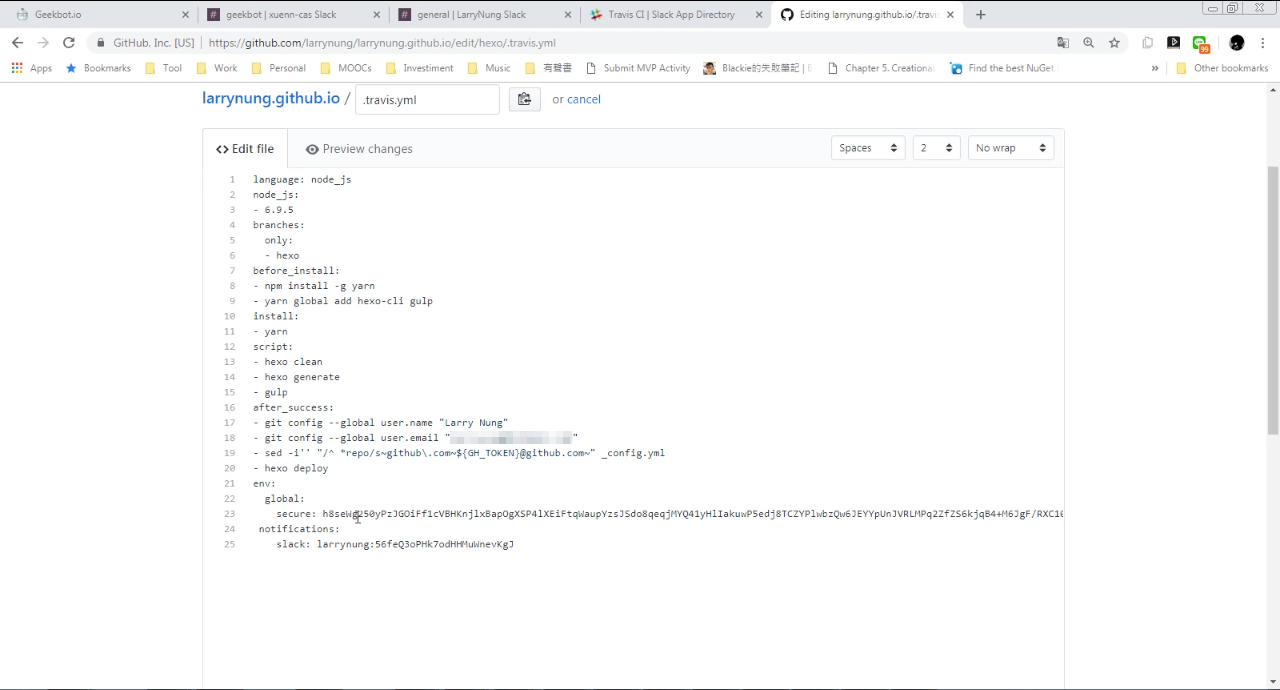 Geekbot.io
geekbot | xuenn-cas Slack
general | LarryNung Slack
Travis CI | Slack App Directory
Editing larrynung.github.io/.travis
GitHub, Inc. [US] | https://github.com/larrynung/larrynung.github.io/edit/hexo/.travis.yml
99
Apps Bookmarks Tool Work Personal MOOCs Investiment Music 有聲書 Submit MVP Activity Blackie的失敗筆記 | Chapter 5. Creational Find the best NuGet » Other bookmarks
larrynung.github.io / .travis.yml or cancel
<> Edit file Preview changes Spaces 2 No wrap
1 language: node_js
2 node_js:
3 - 6.9.5
4 branches:
5 only:
6 - hexo
7 before_install:
8 - npm install -g yarn
9 - yarn global add hexo-cli gulp
10 install:
11 - yarn
12 script:
13 - hexo clean
14 - hexo generate
15 - gulp
16 after_success:
17 - git config --global user.name "Larry Nung"
18 - git config --global user.email " "
19 - sed -i'' "/^ *repo/s~github\.com~${GH_TOKEN}@github.com~" _config.yml
20 - hexo deploy
21 env:
22 global:
23 secure:
24 notifications:
25 slack: larrynung:56feQ3oPHk7odHHMuWnevKgJ